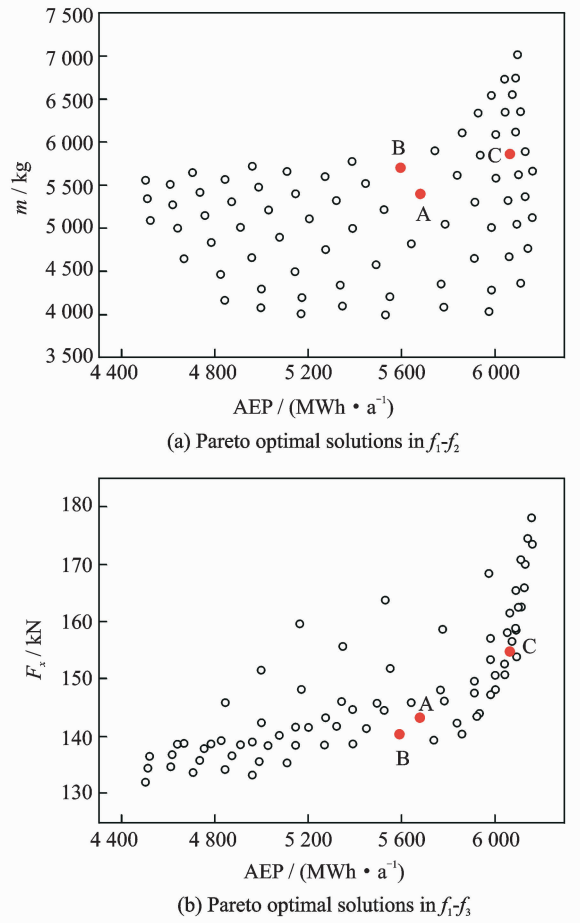 7 500
7 000
6 500
6 000
5 500
5 000
4 500
4 000
3 500
m / kg
B
C
A
4 400 4 800 5 200 5 600 6 000
AEP / (MWh · a⁻¹)
(a) Pareto optimal solutions in f₁-f₂
180
170
160
150
140
130
Fₓ / kN
C
A
B
4 400 4 800 5 200 5 600 6 000
AEP / (MWh · a⁻¹)
(b) Pareto optimal solutions in f₁-f₃